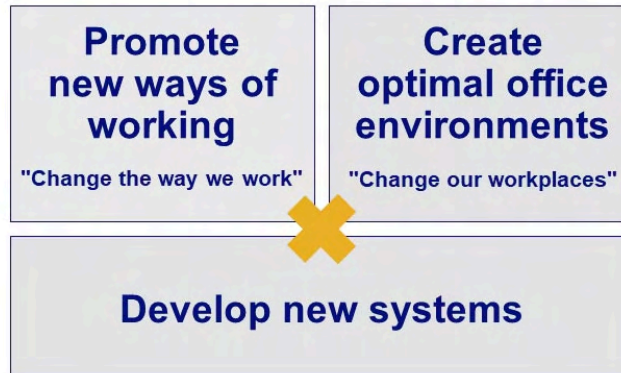 Promote
new ways of
working
"Change the way we work"
Create
optimal office
environments
"Change our workplaces"
Develop new systems